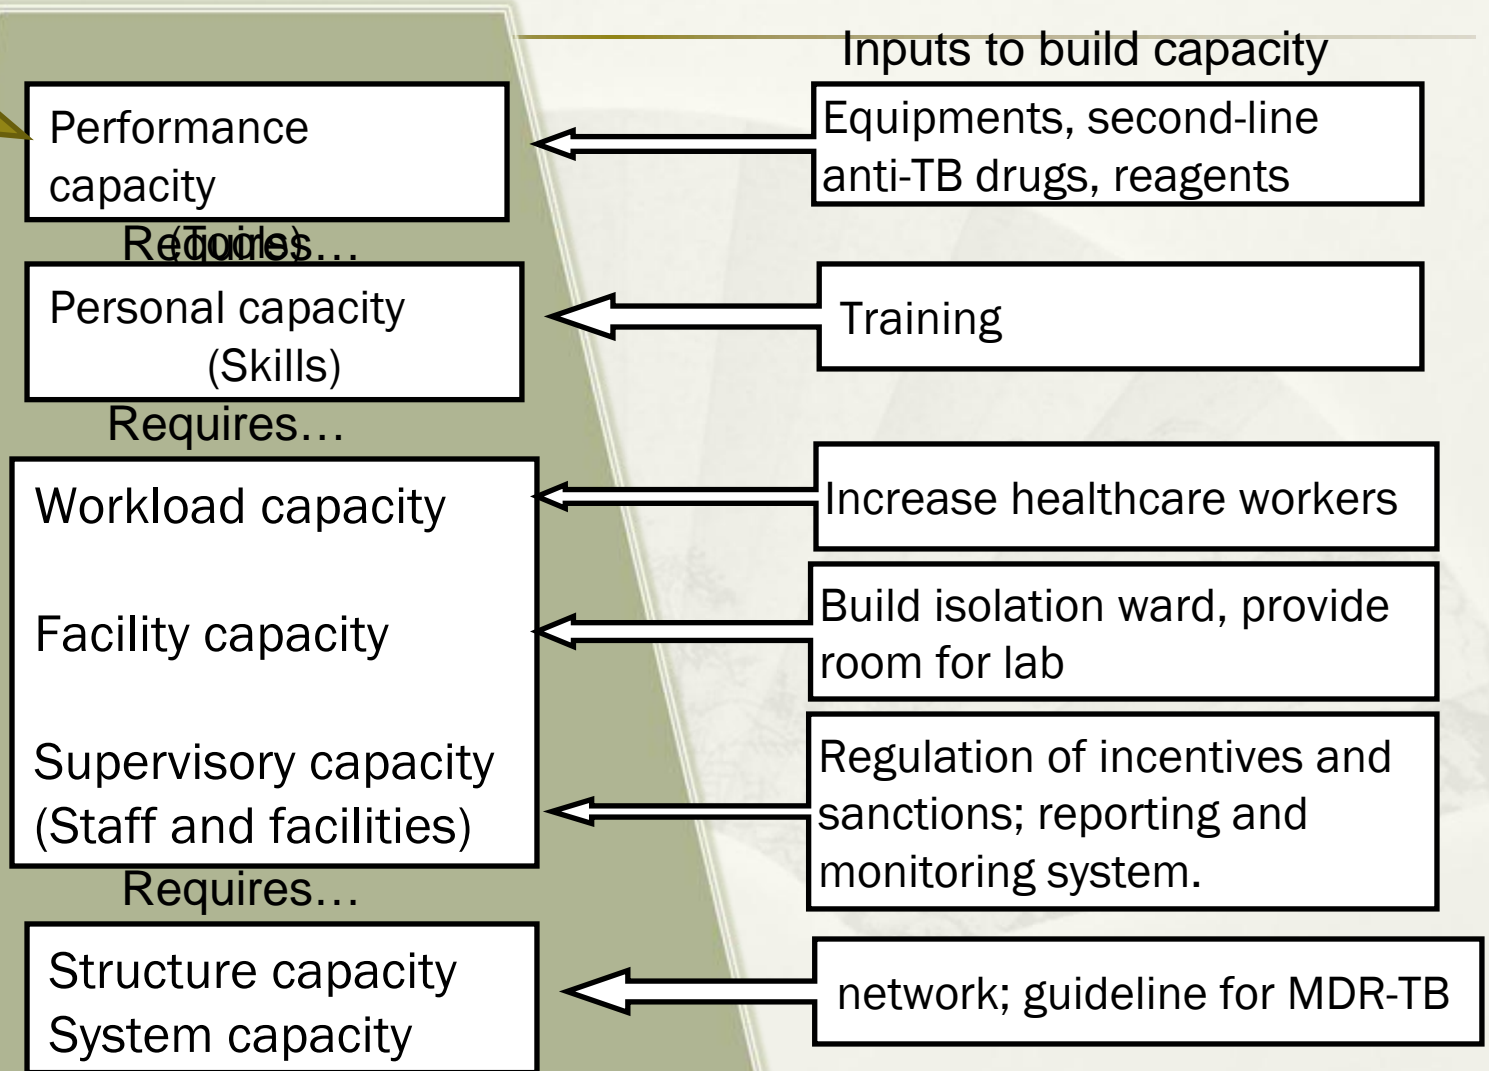 Inputs to build capacity
Performance
capacity
(Tools)
Equipments, second-line
anti-TB drugs, reagents
Requires…
Personal capacity
(Skills)
Training
Requires…
Workload capacity
Increase healthcare workers
Facility capacity
Build isolation ward, provide
room for lab
Supervisory capacity
(Staff and facilities)
Regulation of incentives and
sanctions; reporting and
monitoring system.
Requires…
Structure capacity
System capacity
network; guideline for MDR-TB